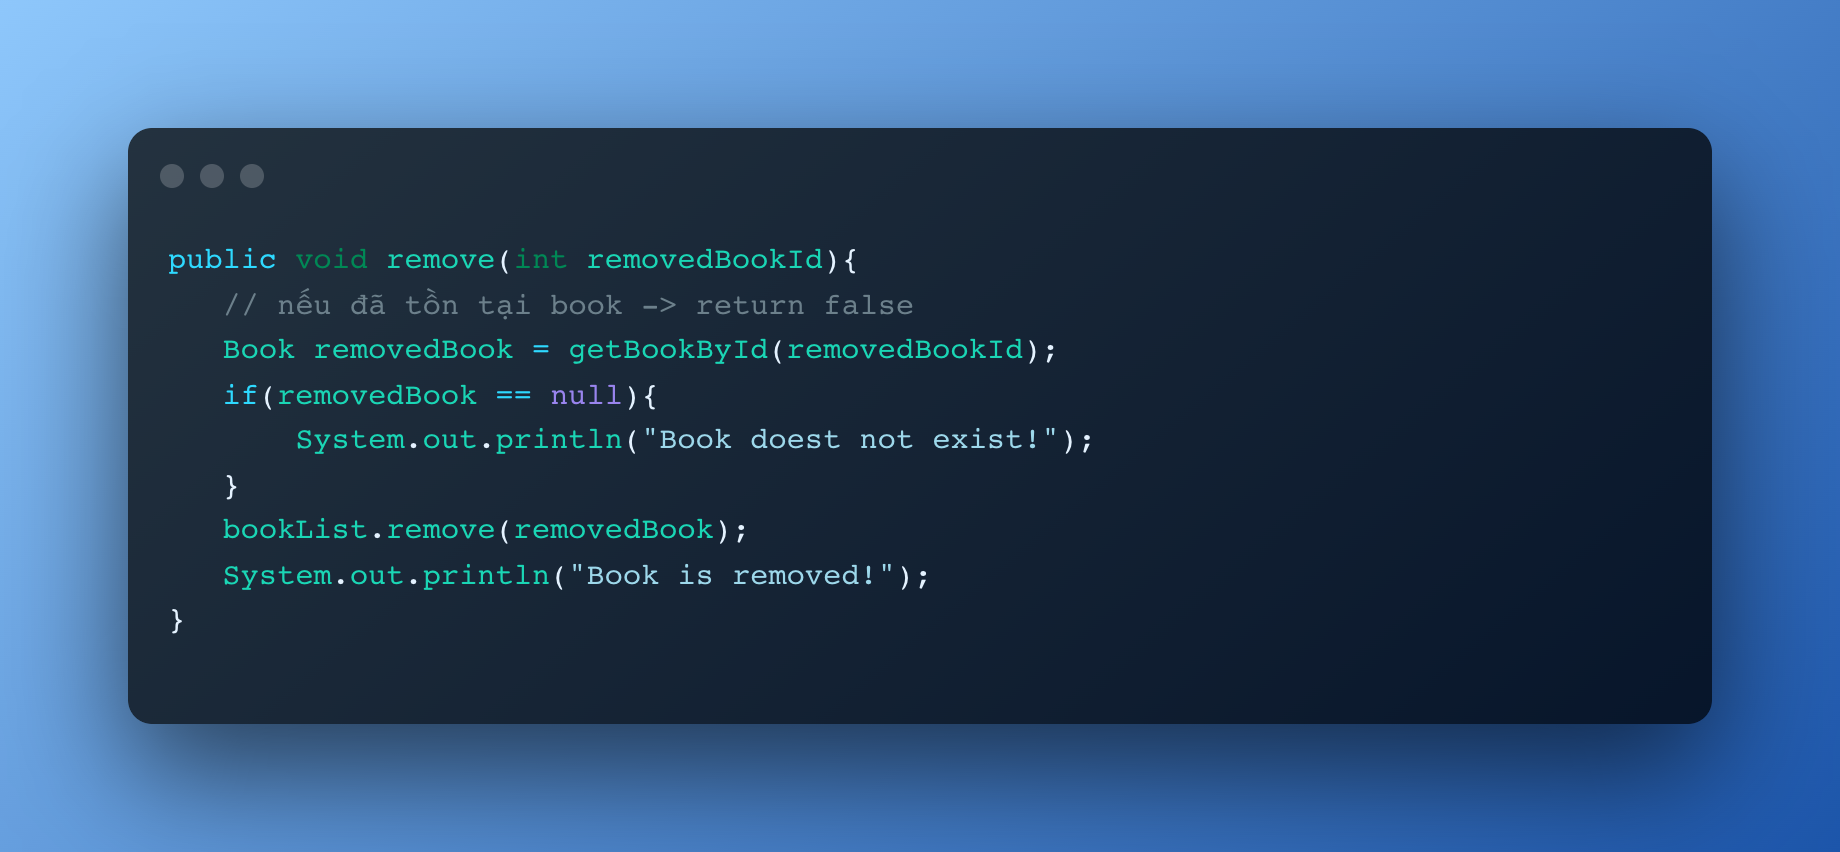 public void remove(int removedBookId){
// nếu đã tồn tại book -> return false
Book removedBook = getBookById(removedBookId);
if(removedBook == null){
System.out.println("Book doest not exist!");
}
bookList.remove(removedBook);
System.out.println("Book is removed!");
}